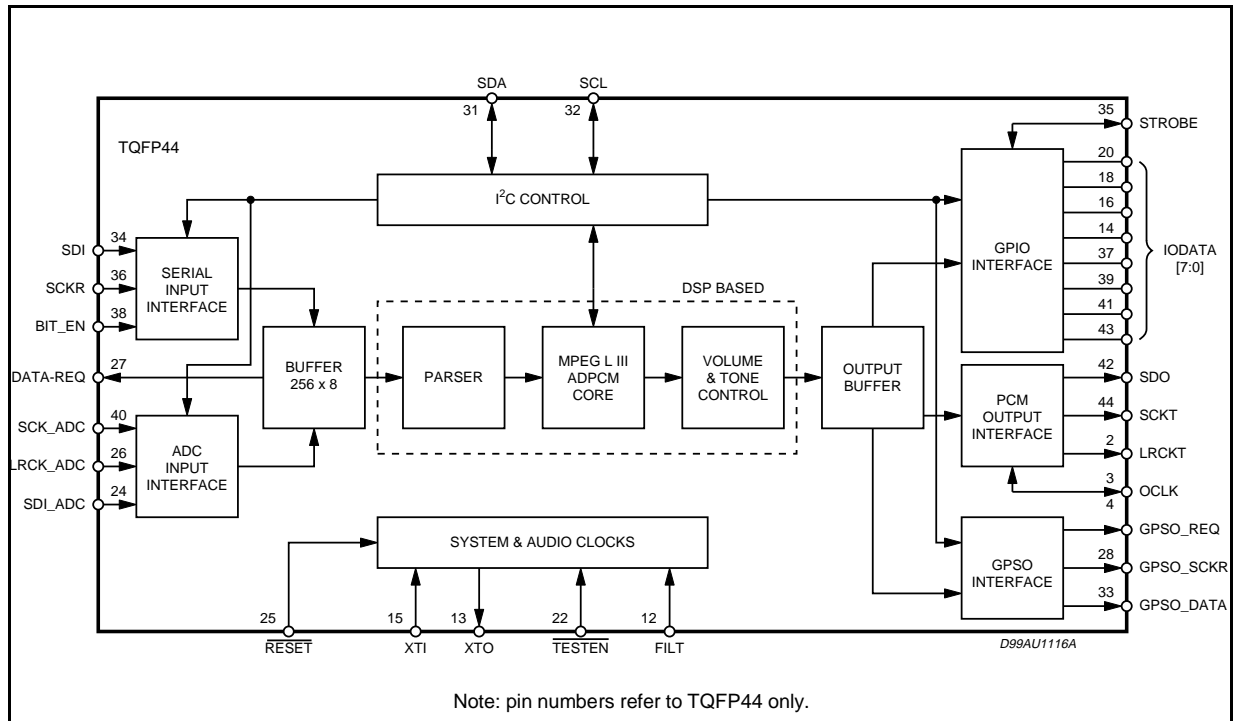 SDA
SCL
31
32
35
STROBE
TQFP44
20
18
16
14
37
39
41
43
IODATA
[7:0]
I2C CONTROL
GPIO
INTERFACE
SDI
34
SCKR
36
BIT_EN
38
SERIAL
INPUT
INTERFACE
DSP BASED
DATA-REQ
27
BUFFER
256 x 8
PARSER
MPEG L III
ADPCM
CORE
VOLUME
& TONE
CONTROL
OUTPUT
BUFFER
PCM
OUTPUT
INTERFACE
42
SDO
44
SCKT
2
LRCKT
3
OCLK
4
SCK_ADC
40
LRCK_ADC
26
SDI_ADC
24
ADC
INPUT
INTERFACE
SYSTEM & AUDIO CLOCKS
GPSO
INTERFACE
GPSO_REQ
28
GPSO_SCKR
33
GPSO_DATA
25
15
13
22
12
RESET
XTI
XTO
TESTEN
FILT
D99AU1116A
Note: pin numbers refer to TQFP44 only.